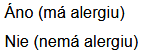 Áno (má alergiu)
Nie (nemá alergiu)